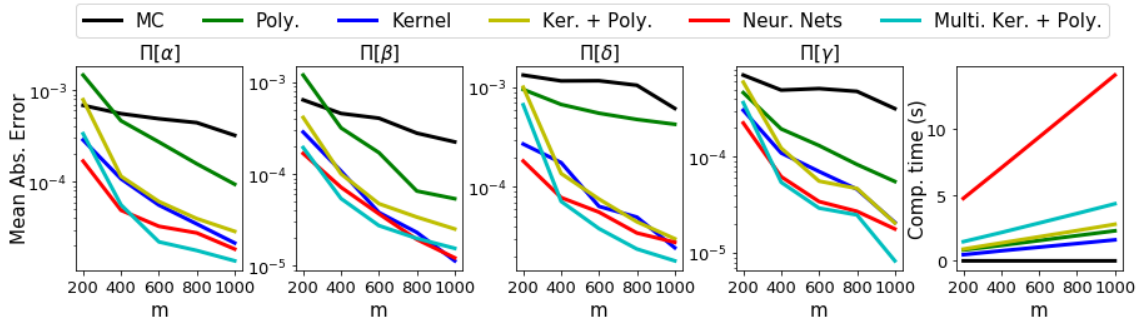 MC Poly. Kernel Ker. + Poly. Neur. Nets Multi. Ker. + Poly.
Π[α] Π[β] Π[δ] Π[γ]
Mean Abs. Error
10⁻³
10⁻⁴
200 400 600 800 1000
m
10⁻³
10⁻⁴
10⁻⁵
200 400 600 800 1000
m
10⁻³
10⁻⁴
200 400 600 800 1000
m
10⁻⁴
10⁻⁵
200 400 600 800 1000
m
Comp. time (s)
10
5
0
200 400 600 800 1000
m